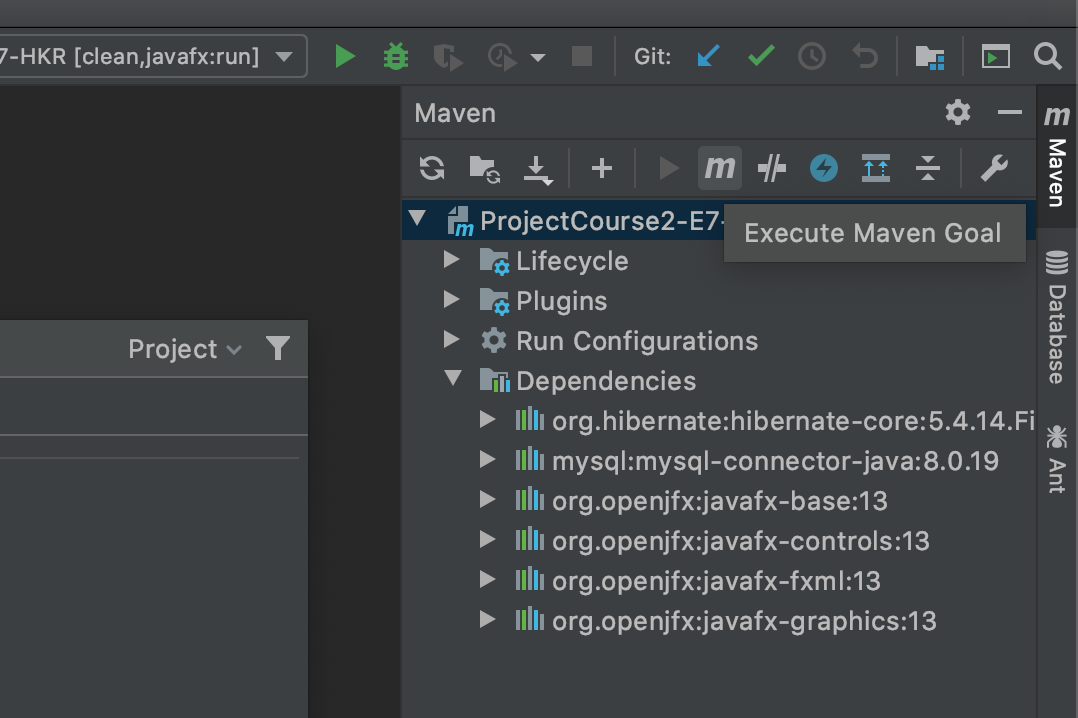 7-HKR [clean,javafx:run]
Git:
Maven
m
Maven
m
ProjectCourse2-E7-
m
Execute Maven Goal
Lifecycle
Plugins
Run Configurations
Dependencies
org.hibernate:hibernate-core:5.4.14.Fi
mysql:mysql-connector-java:8.0.19
org.openjfx:javafx-base:13
org.openjfx:javafx-controls:13
org.openjfx:javafx-fxml:13
org.openjfx:javafx-graphics:13
Database
Ant
Project